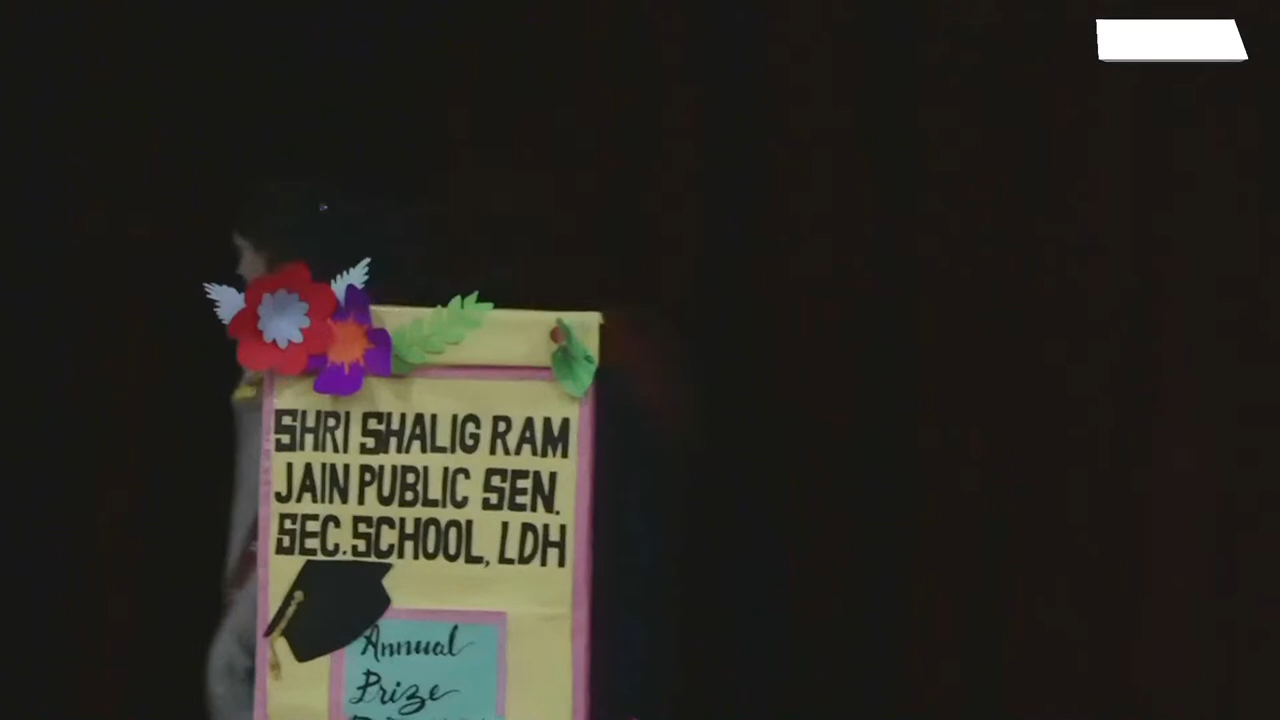 SHRI SHALIG RAM
JAIN PUBLIC SEN.
SEC. SCHOOL, LDH
Annual
Prize